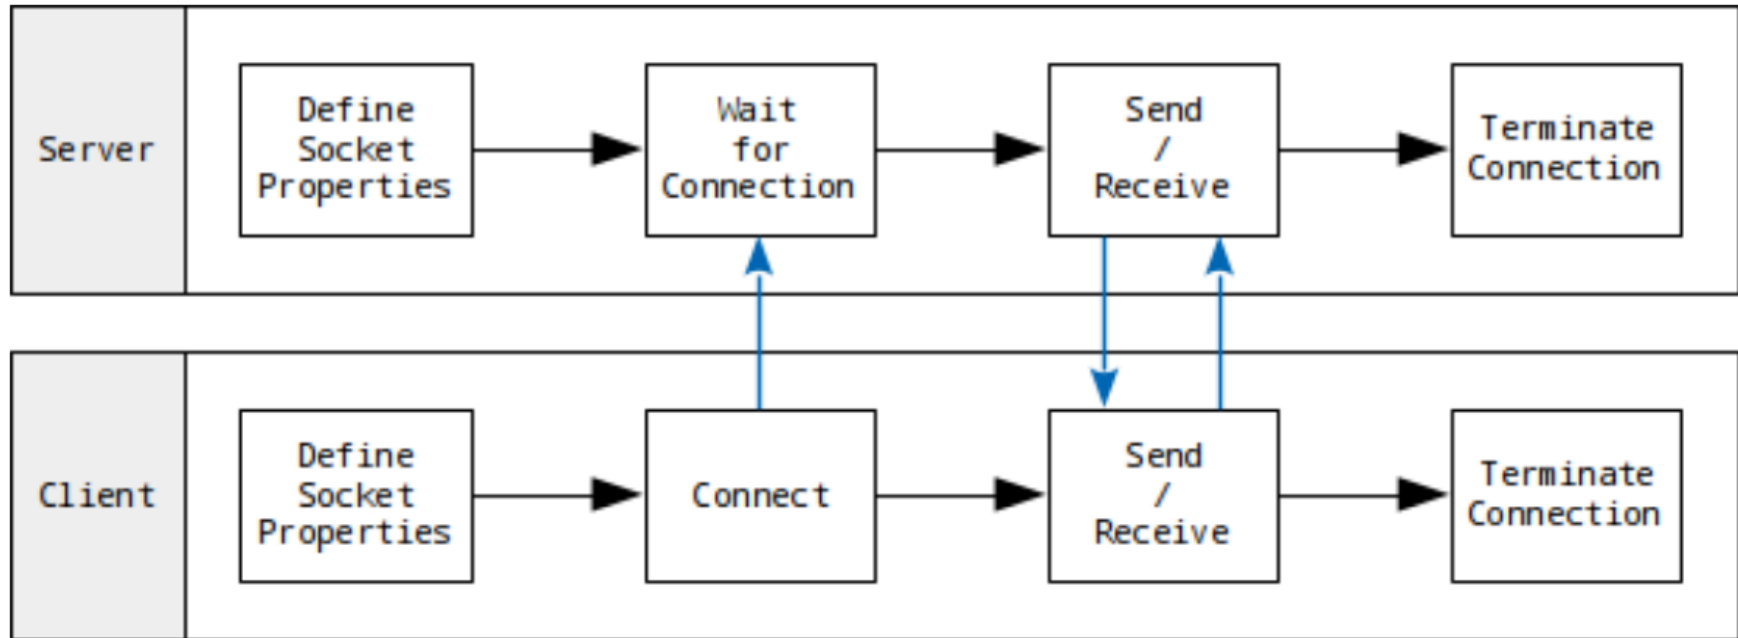 Server
Define
Socket
Properties
Wait
for
Connection
Send
/
Receive
Terminate
Connection
Client
Define
Socket
Properties
Connect
Send
/
Receive
Terminate
Connection